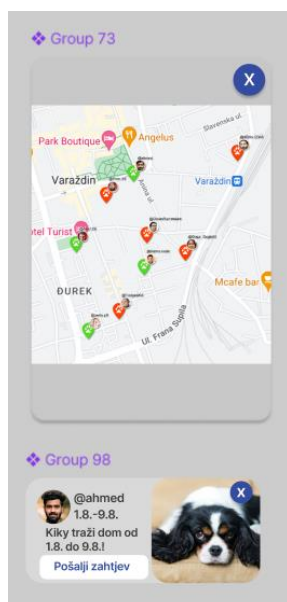 Group 73
X
Slavenska ul.
Park Boutique
Angelus
Varaždin
Varaždin
otel Turist
Mcafe bar
ĐUREK
Ul. Frana Supila
Group 98
@ahmed
1.8.-9.8.
X
Kiky traži dom od
1.8. do 9.8.!
Pošalji zahtjev